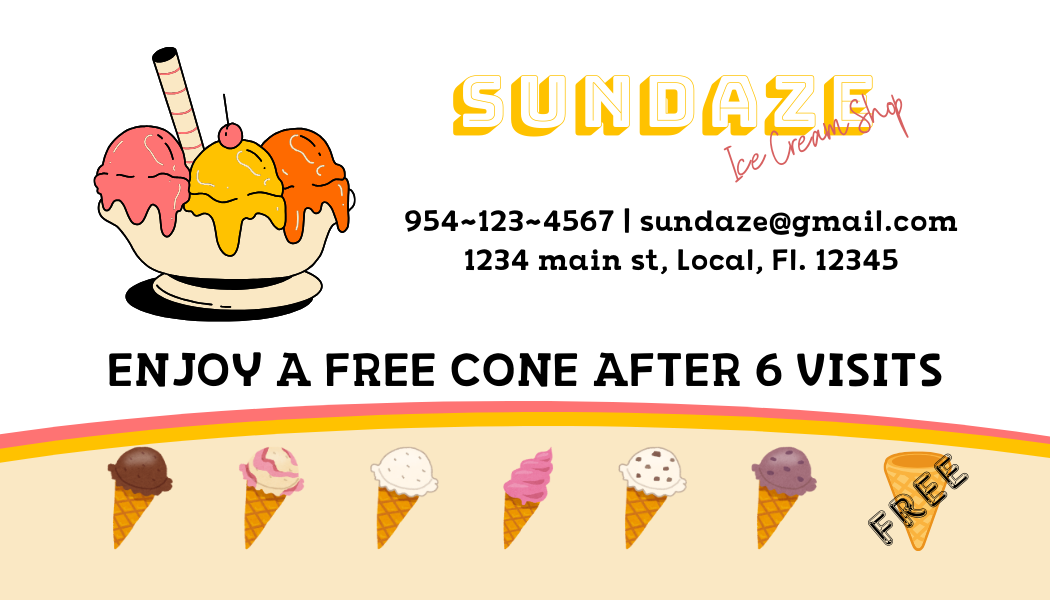 SUNDAZE
Ice Cream Shop
954~123~4567 | sundaze@gmail.com
1234 main st, Local, Fl. 12345
ENJOY A FREE CONE AFTER 6 VISITS
FREE